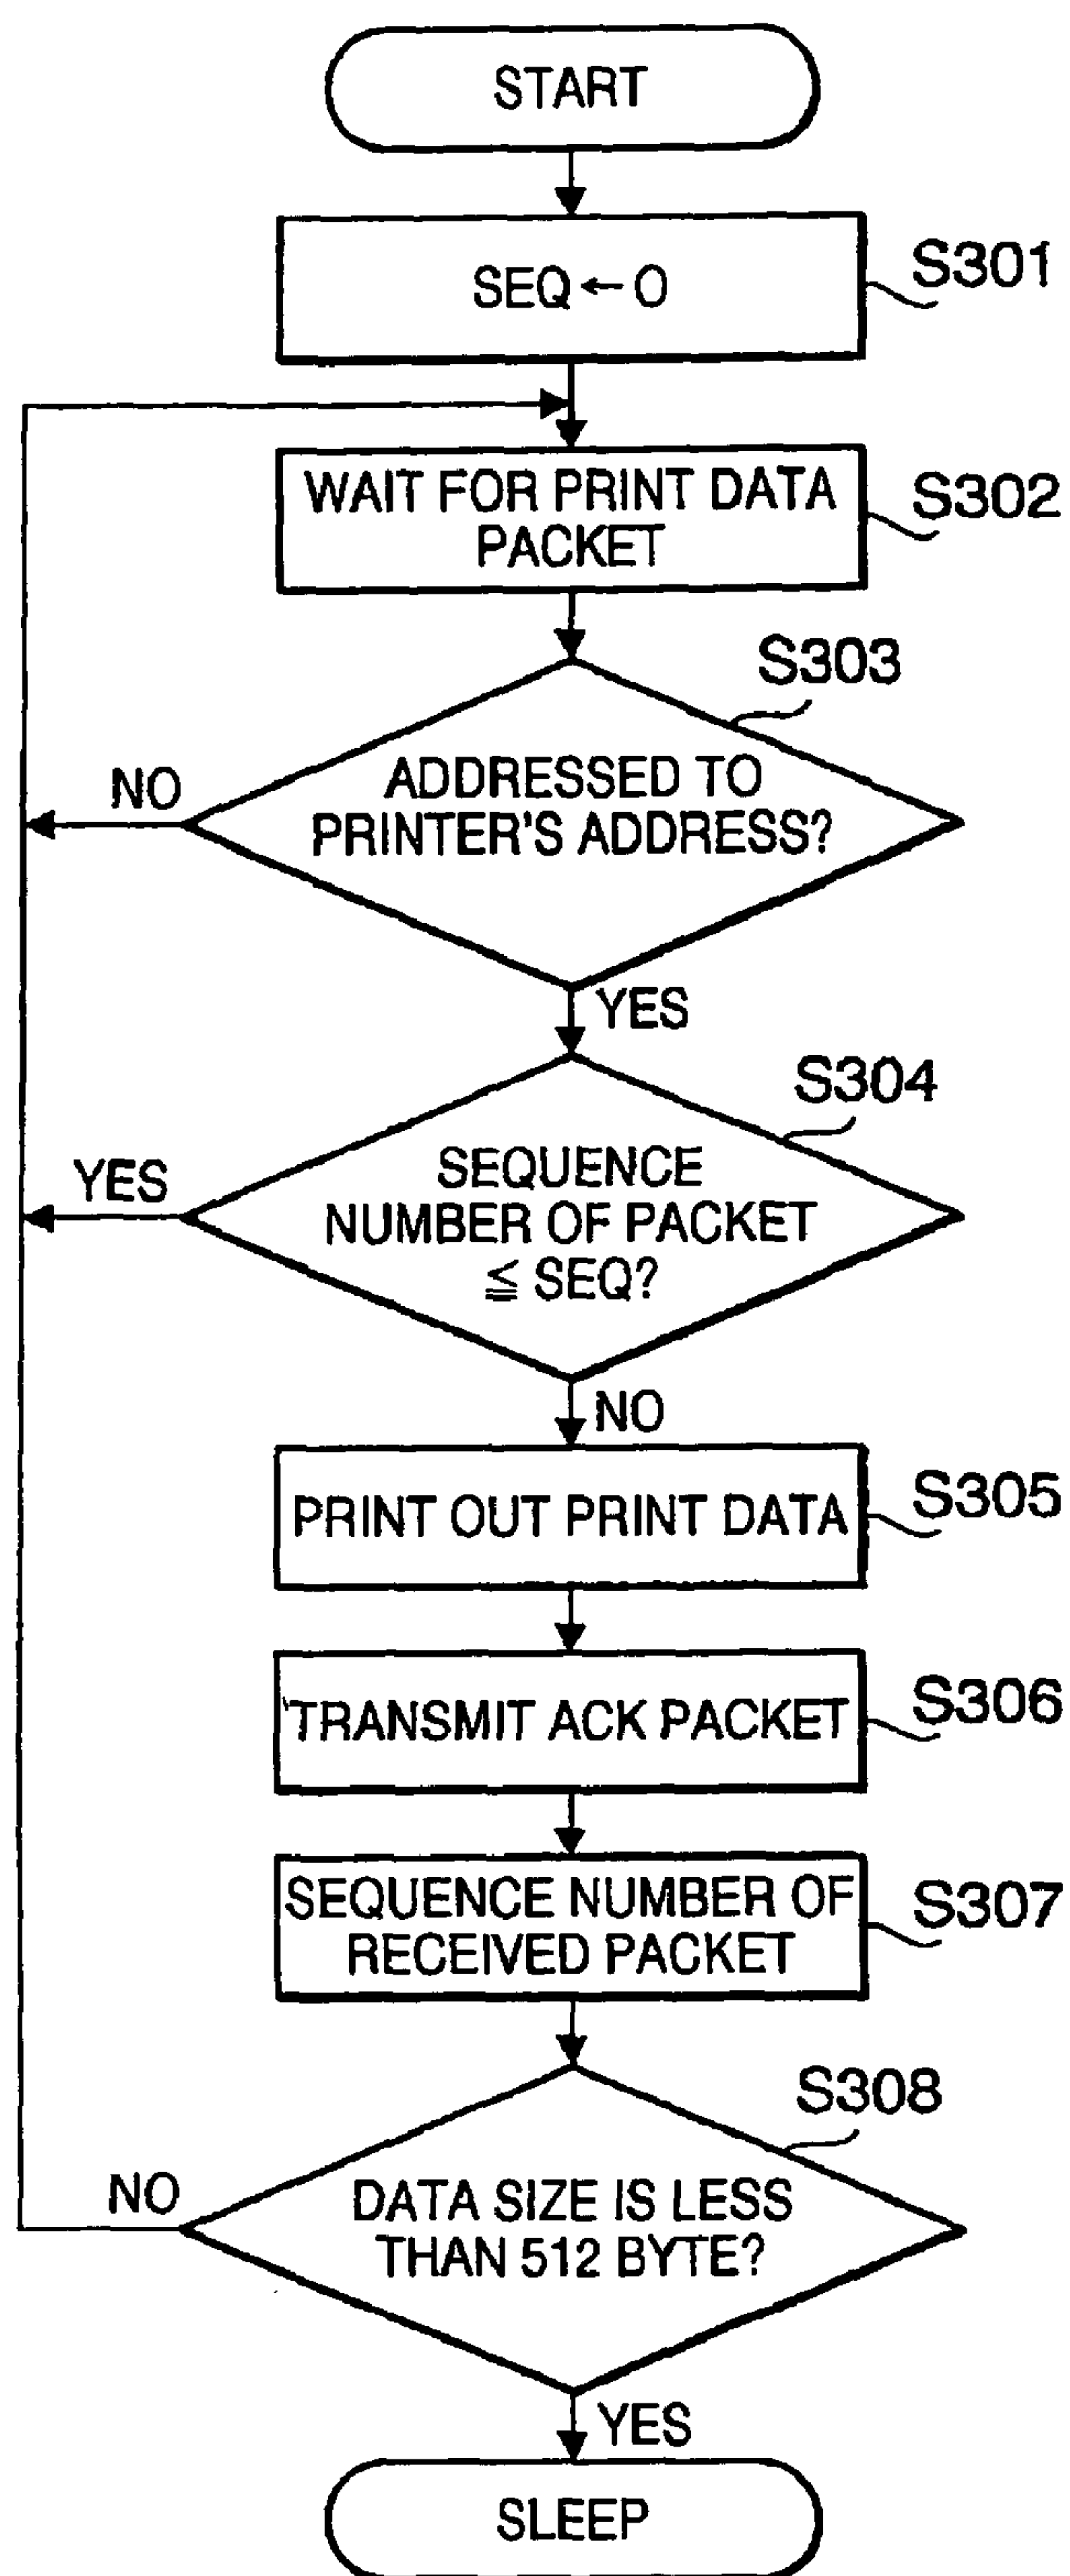 START
SEQ ← 0
S301
WAIT FOR PRINT DATA
PACKET
S302
S303
ADDRESSED TO
PRINTER'S ADDRESS?
NO
YES
S304
SEQUENCE
NUMBER OF PACKET
≦ SEQ?
YES
NO
PRINT OUT PRINT DATA
S305
TRANSMIT ACK PACKET
S306
SEQUENCE NUMBER OF
RECEIVED PACKET
S307
S308
DATA SIZE IS LESS
THAN 512 BYTE?
NO
YES
SLEEP